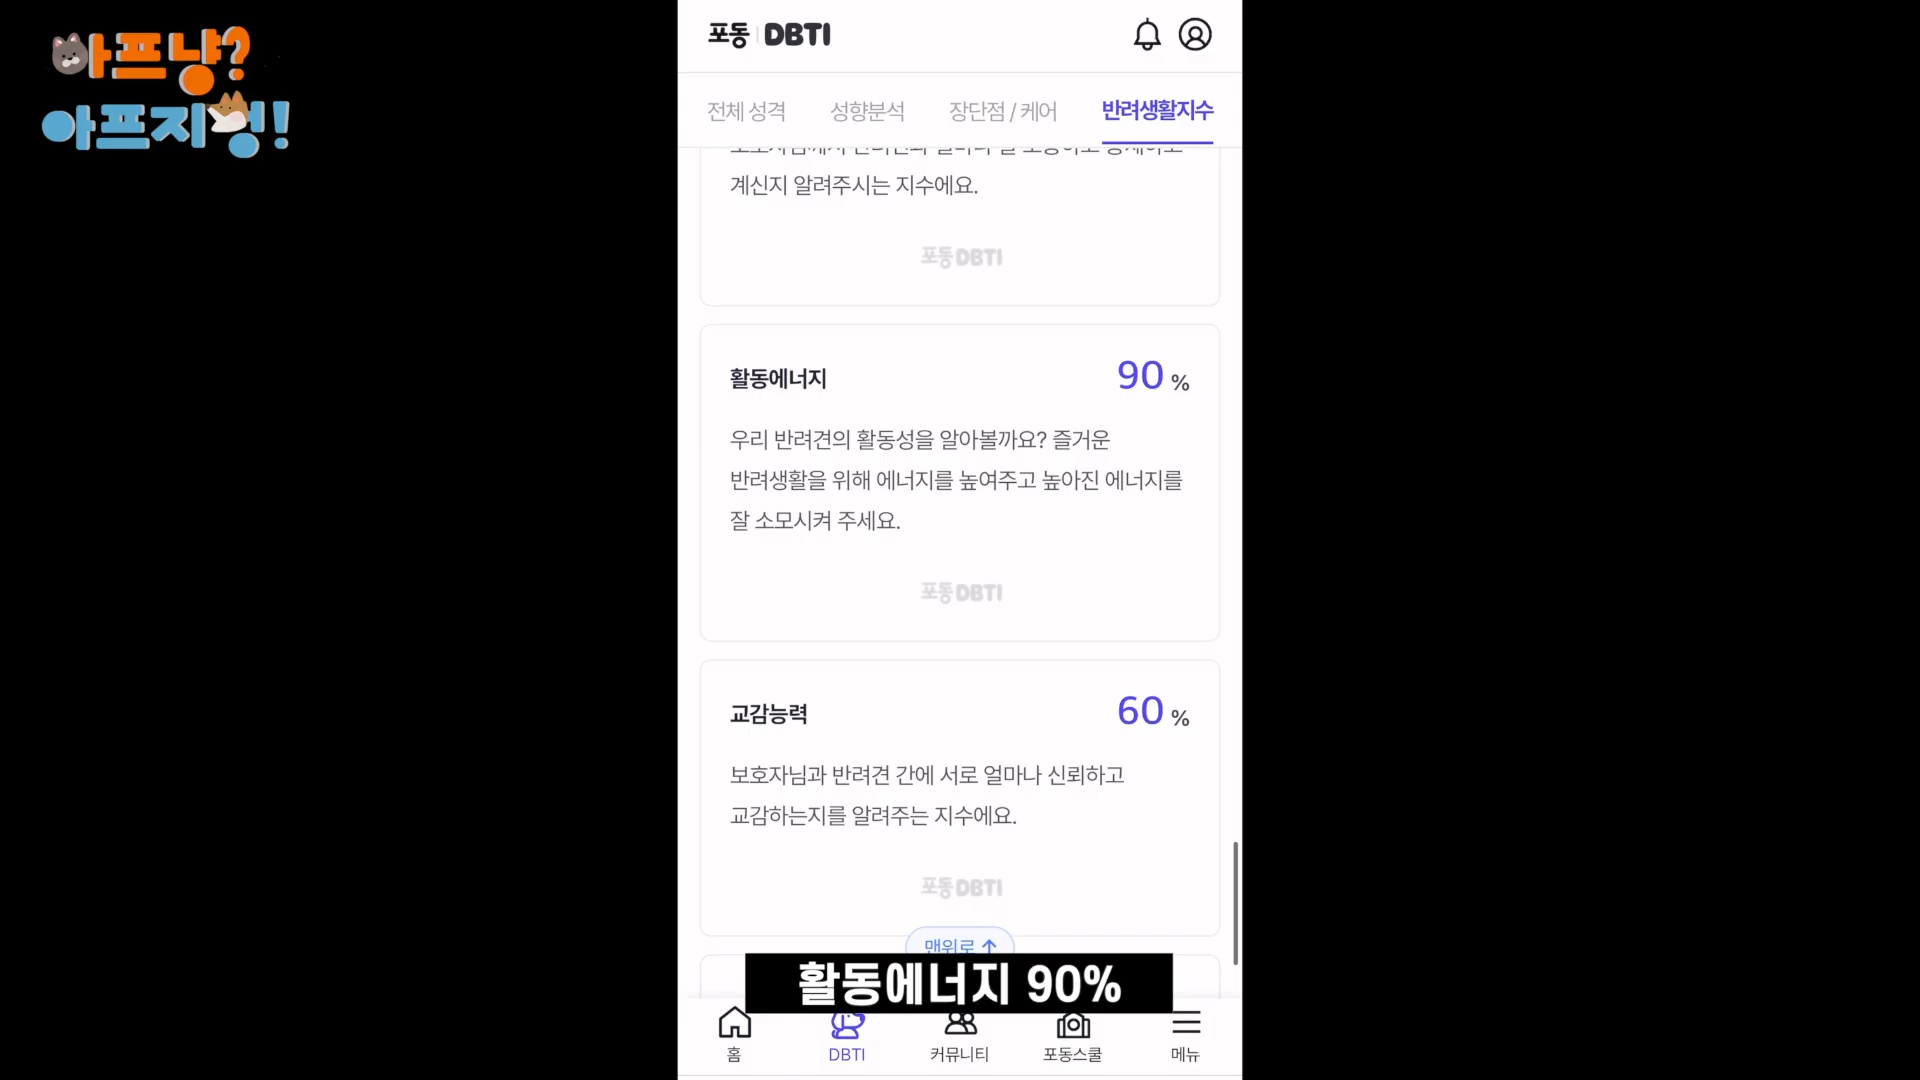 아프냥?
아프지멍!
포동 DBTI
전체 성격 성향분석 장단점 / 케어 반려생활지수
계신지 알려주시는 지수에요.
포동DBTI
활동에너지 90 %
우리 반려견의 활동성을 알아볼까요? 즐거운
반려생활을 위해 에너지를 높여주고 높아진 에너지를
잘 소모시켜 주세요.
포동DBTI
교감능력 60 %
보호자님과 반려견 간에 서로 얼마나 신뢰하고
교감하는지를 알려주는 지수에요.
포동DBTI
맨위로 ↑
활동에너지 90%
홈 DBTI 커뮤니티 포동스쿨 메뉴